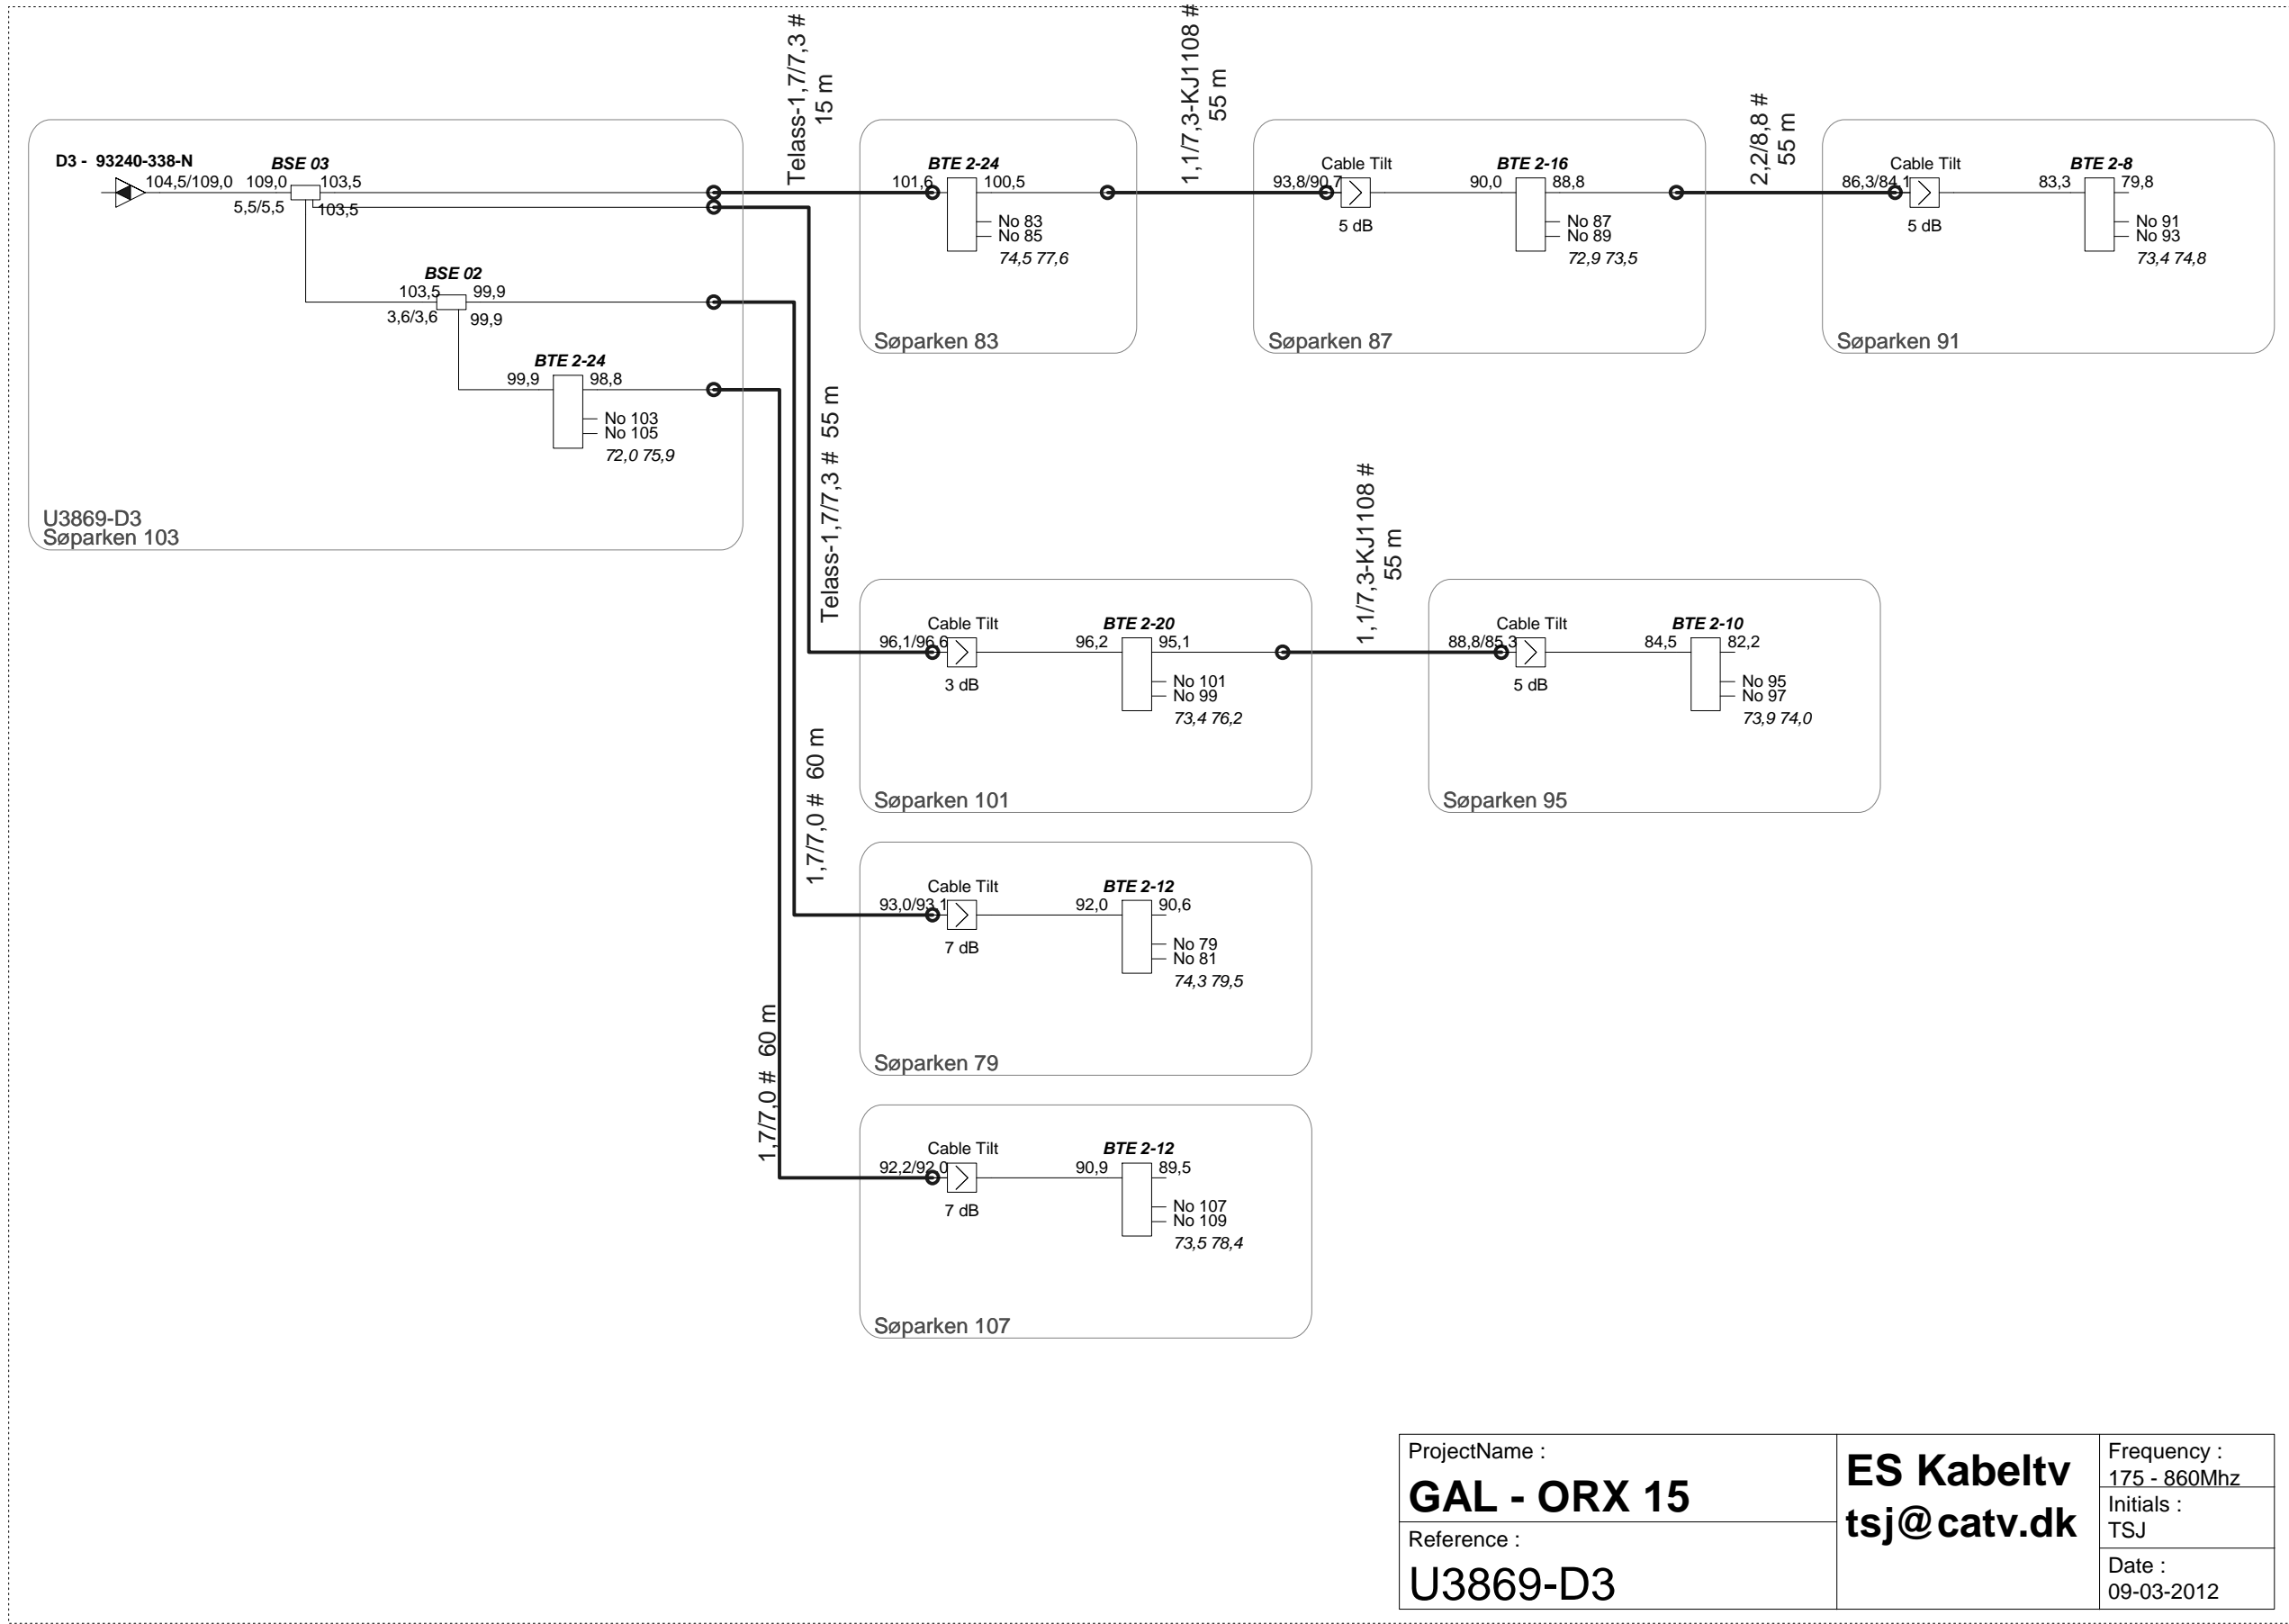 Telass-1,7/7,3 #
15 m
1,1/7,3-KJ1108 #
55 m
2,2/8,8 #
55 m
D3 - 93240-338-N
BSE 03
104,5/109,0
109,0
103,5
5,5/5,5
103,5
BSE 02
103,5
99,9
3,6/3,6
99,9
BTE 2-24
99,9
98,8
No 103
No 105
72,0 75,9
U3869-D3
Søparken 103
BTE 2-24
101,6
100,5
No 83
No 85
74,5 77,6
Søparken 83
Cable Tilt
93,8/90,7
5 dB
BTE 2-16
90,0
88,8
No 87
No 89
72,9 73,5
Søparken 87
Cable Tilt
86,3/84,1
5 dB
BTE 2-8
83,3
79,8
No 91
No 93
73,4 74,8
Søparken 91
Telass-1,7/7,3 # 55 m
1,1/7,3-KJ1108 #
55 m
Cable Tilt
96,1/96,6
3 dB
BTE 2-20
96,2
95,1
No 101
No 99
73,4 76,2
Søparken 101
Cable Tilt
88,8/85,3
5 dB
BTE 2-10
84,5
82,2
No 95
No 97
73,9 74,0
Søparken 95
1,7/7,0 # 60 m
Cable Tilt
93,0/93,1
7 dB
BTE 2-12
92,0
90,6
No 79
No 81
74,3 79,5
Søparken 79
1,7/7,0 # 60 m
Cable Tilt
92,2/92,0
7 dB
BTE 2-12
90,9
89,5
No 107
No 109
73,5 78,4
Søparken 107
ProjectName :
GAL - ORX 15
Reference :
U3869-D3
ES Kabeltv
tsj@catv.dk
Frequency :
175 - 860Mhz
Initials :
TSJ
Date :
09-03-2012